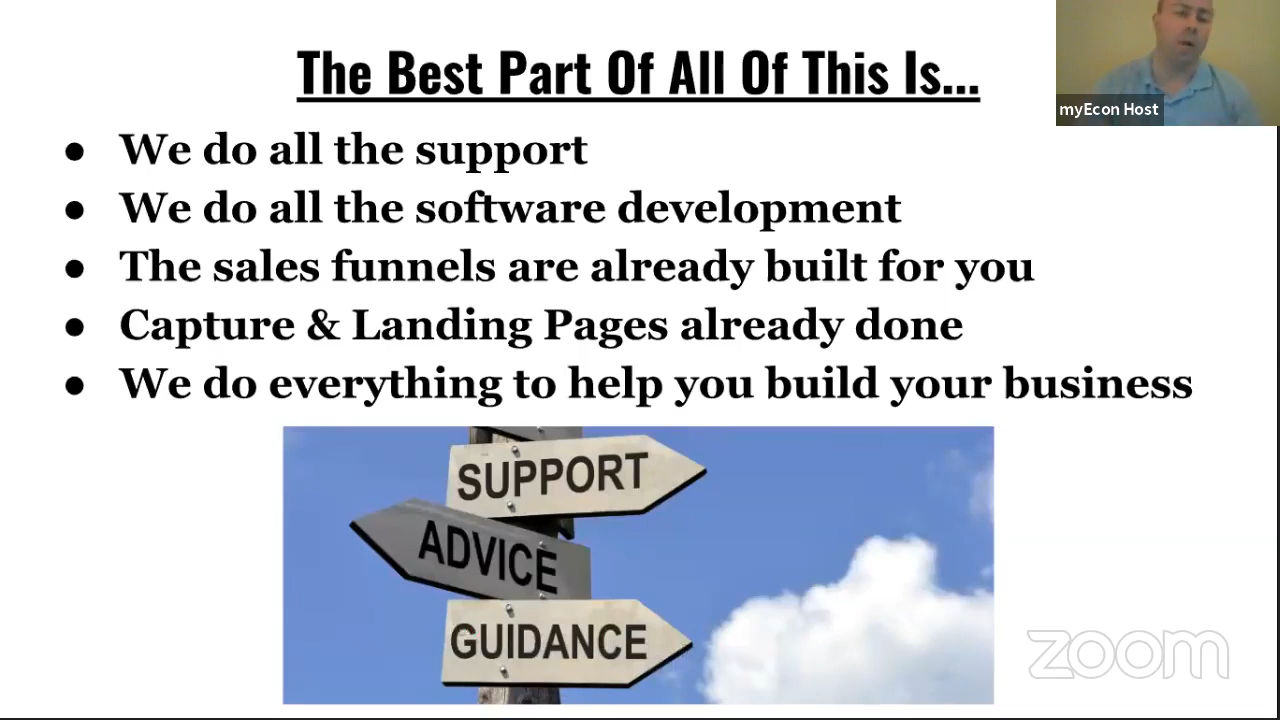 The Best Part Of All Of This Is...
myEcon Host
● We do all the support
● We do all the software development
● The sales funnels are already built for you
● Capture & Landing Pages already done
● We do everything to help you build your business
SUPPORT
ADVICE
GUIDANCE
zoom